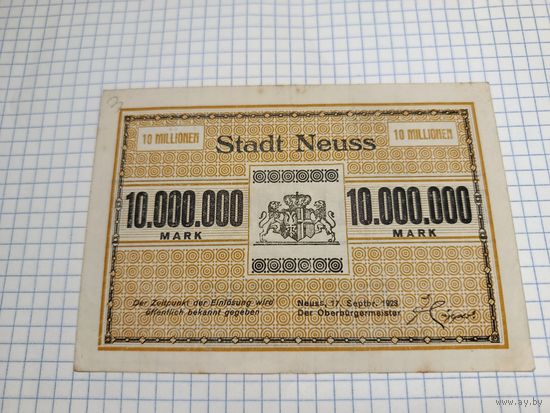 10 MILLIONEN
Stadt Neuss
10 MILLIONEN
10.000.000
MARK
10.000.000
MARK
Der Zeitpunkt der Einlösung wird
öffentlich bekannt gegeben
Neuss, 17. Septbr. 1923
Der Oberbürgermeister
www.ay.by